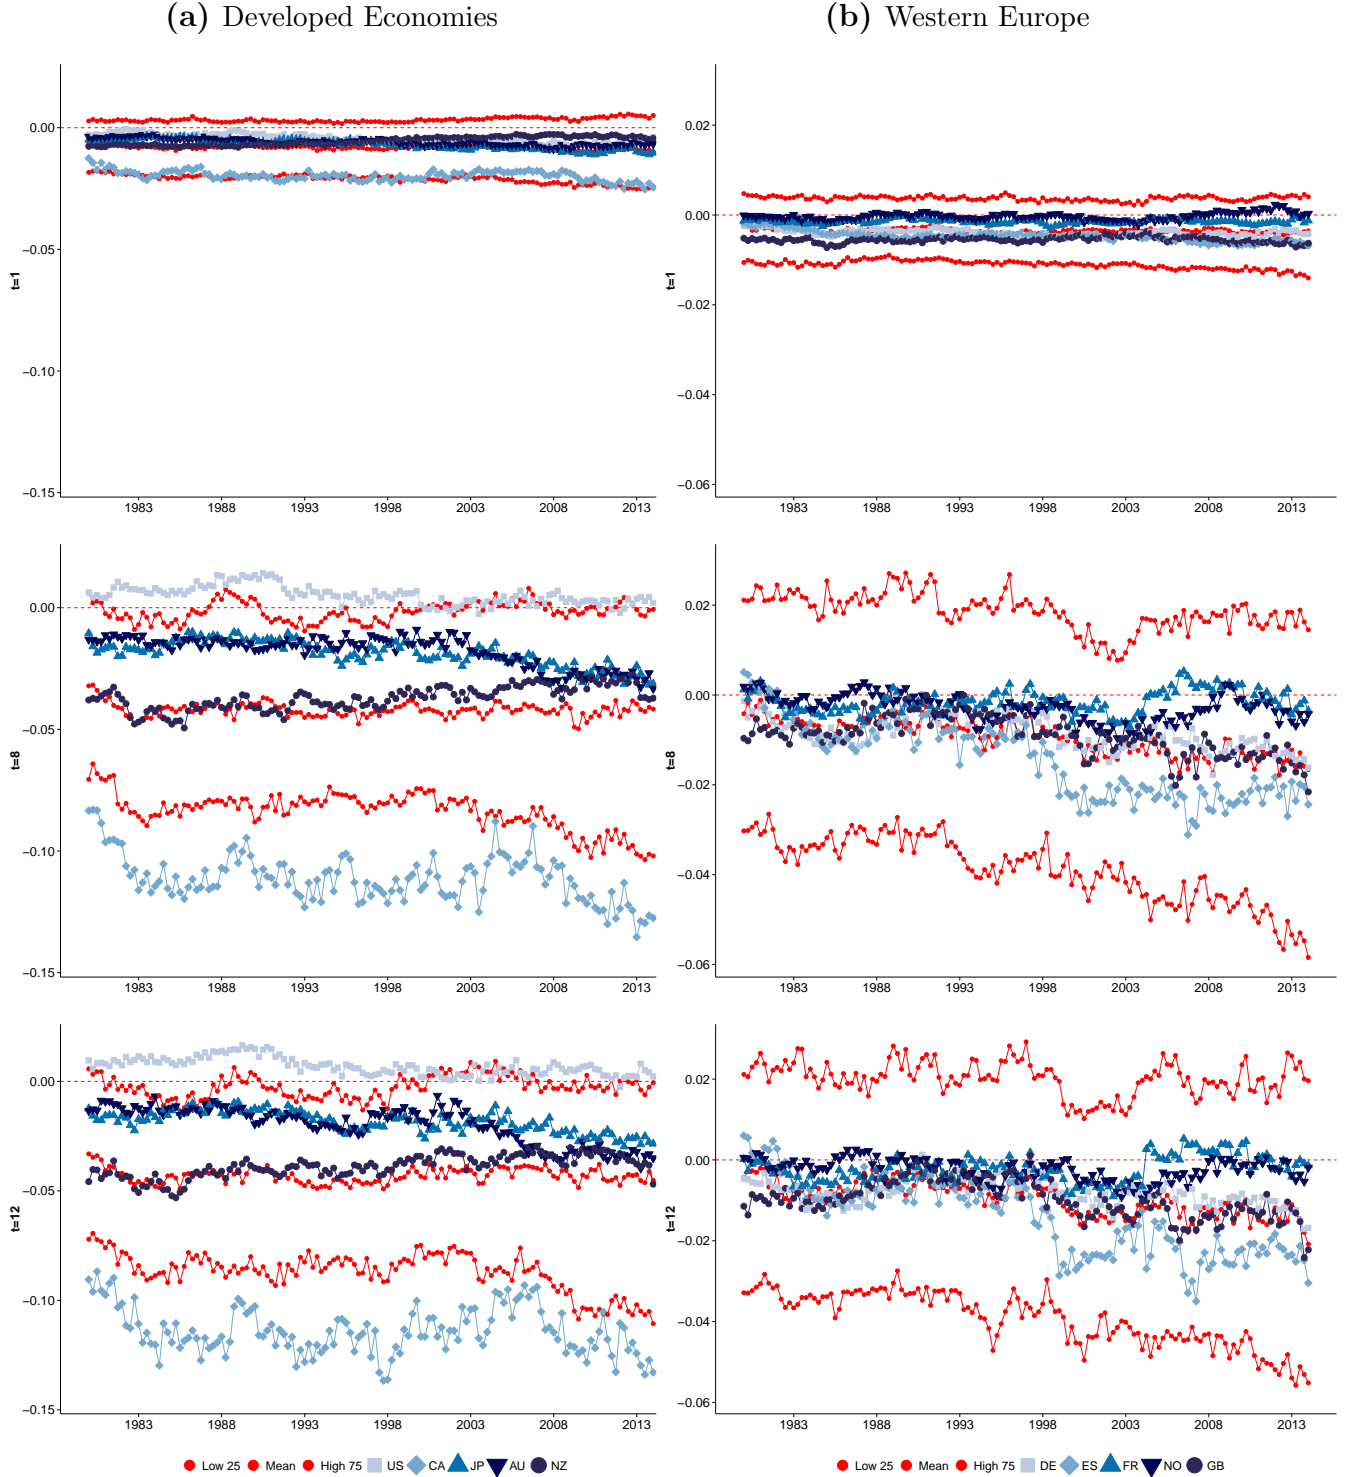 (a) Developed Economies
(b) Western Europe
0.00
−0.05
−0.10
−0.15
t=1
1983 1988 1993 1998 2003 2008 2013
0.02
0.00
−0.02
−0.04
−0.06
t=1
1983 1988 1993 1998 2003 2008 2013
0.00
−0.05
−0.10
−0.15
t=8
1983 1988 1993 1998 2003 2008 2013
0.02
0.00
−0.02
−0.04
−0.06
t=8
1983 1988 1993 1998 2003 2008 2013
0.00
−0.05
−0.10
−0.15
t=12
1983 1988 1993 1998 2003 2008 2013
0.02
0.00
−0.02
−0.04
−0.06
t=12
1983 1988 1993 1998 2003 2008 2013
Low 25 Mean High 75 US CA JP AU NZ
Low 25 Mean High 75 DE ES FR NO GB